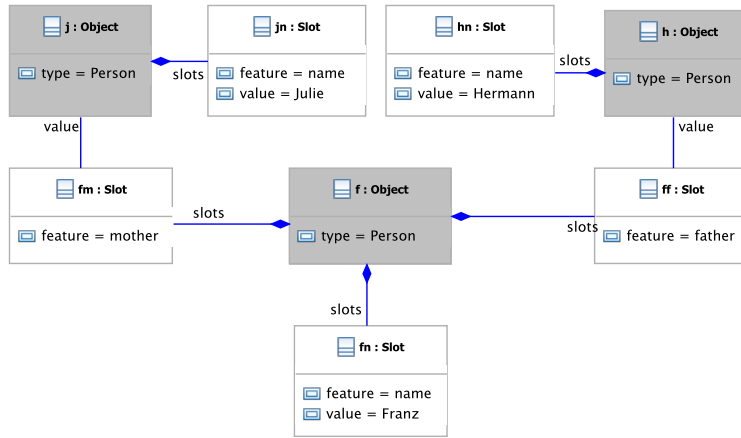 j : Object
type = Person
slots
jn : Slot
feature = name
value = Julie
hn : Slot
feature = name
value = Hermann
slots
h : Object
type = Person
value
value
fm : Slot
feature = mother
slots
f : Object
type = Person
slots
ff : Slot
feature = father
slots
fn : Slot
feature = name
value = Franz